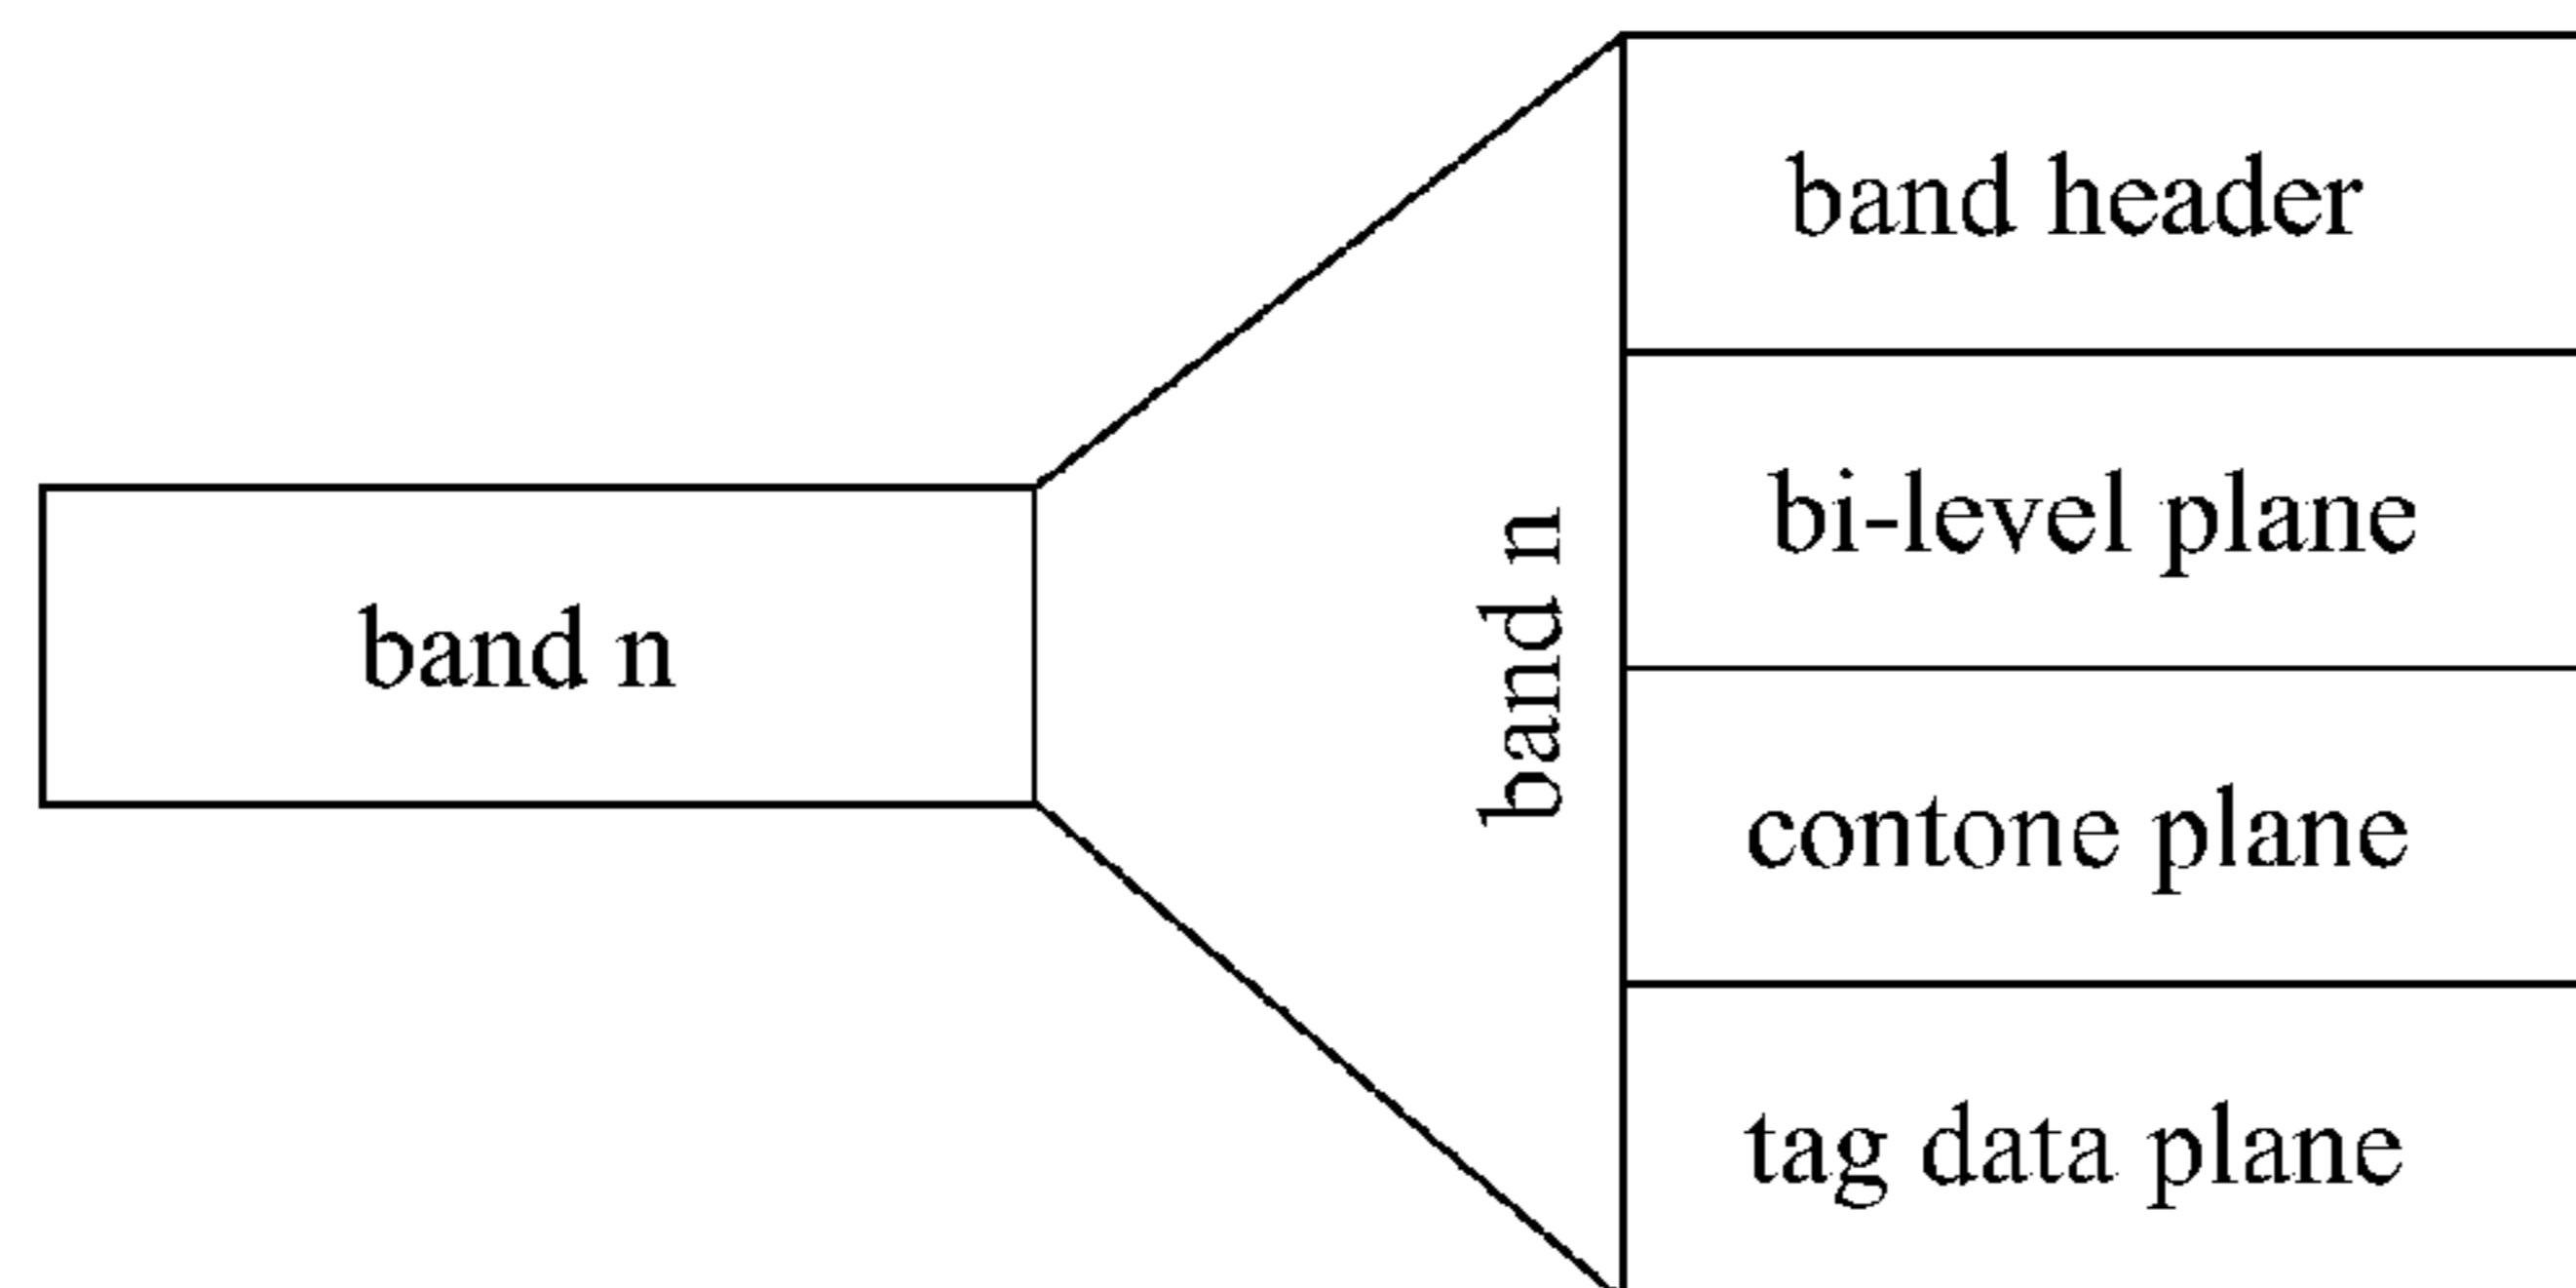 band n
band n
band header
bi-level plane
contone plane
tag data plane